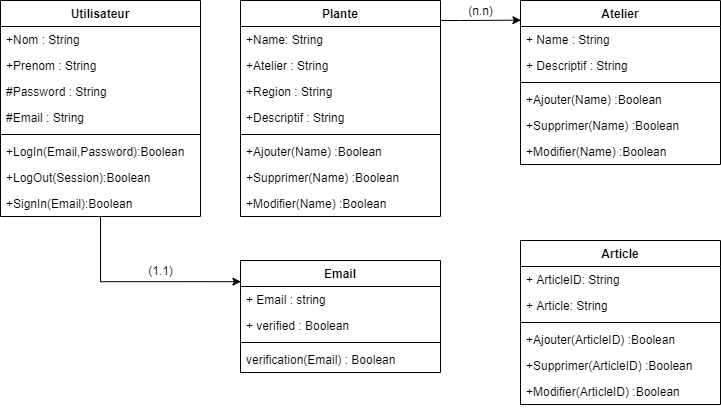 Utilisateur
+Nom : String
+Prenom : String
#Password : String
#Email : String
+LogIn(Email,Password):Boolean
+LogOut(Session):Boolean
+SignIn(Email):Boolean
Plante
+Name: String
+Atelier : String
+Region : String
+Descriptif : String
+Ajouter(Name) :Boolean
+Supprimer(Name) :Boolean
+Modifier(Name) :Boolean
(n.n)
Atelier
+ Name : String
+ Descriptif : String
+Ajouter(Name) :Boolean
+Supprimer(Name) :Boolean
+Modifier(Name) :Boolean
(1.1)
Email
+ Email : string
+ verified : Boolean
verification(Email) : Boolean
Article
+ ArticleID: String
+ Article: String
+Ajouter(ArticleID) :Boolean
+Supprimer(ArticleID) :Boolean
+Modifier(ArticleID) :Boolean